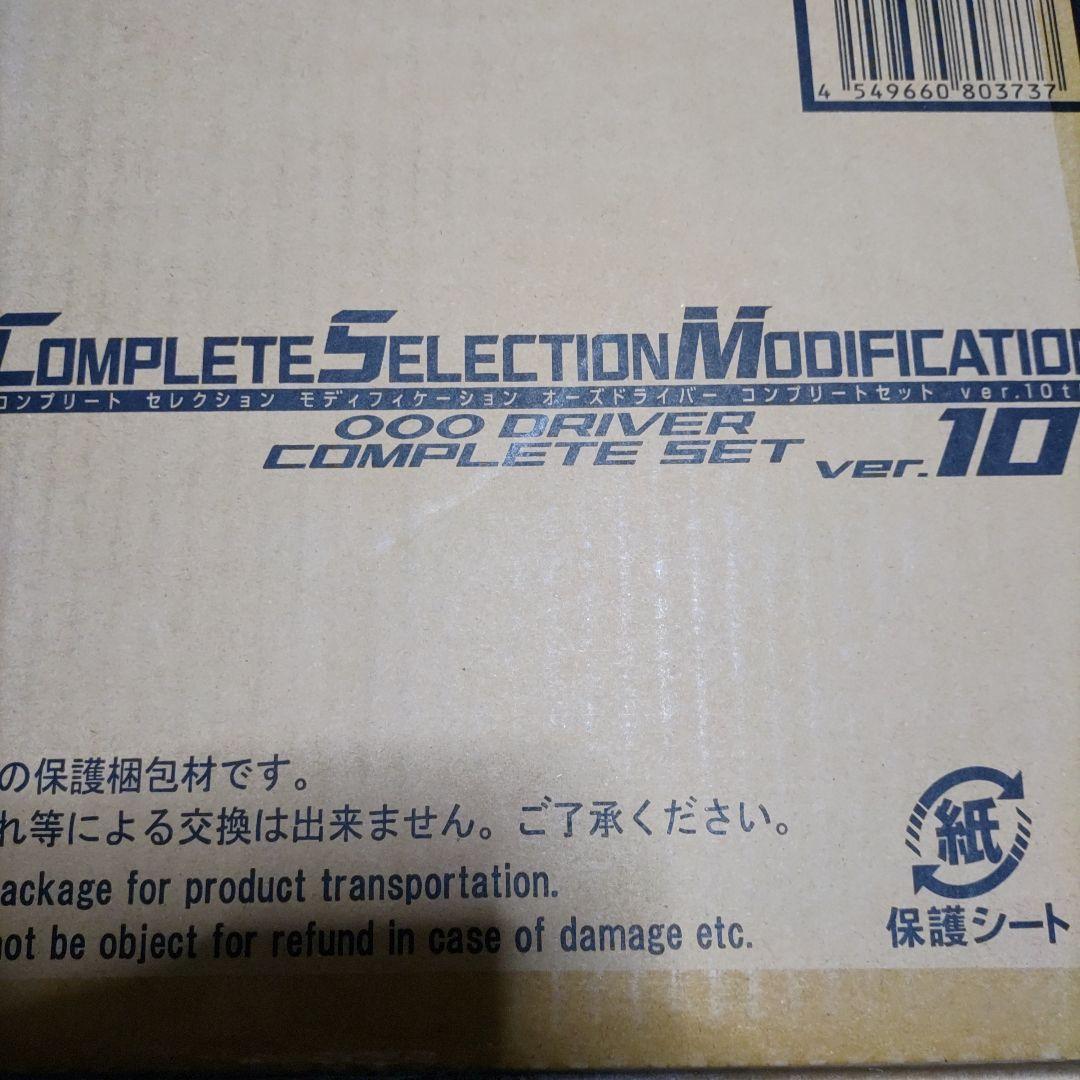 4 549660 803737
COMPLETE SELECTION MODIFICATION
コンプリート セレクション モディフィケーション オーズドライバー コンプリートセット ver.10t
OOO DRIVER
COMPLETE SET ver.10
の保護梱包材です。
れ等による交換は出来ません。ご了承ください。
ackage for product transportation.
not be object for refund in case of damage etc.
紙
保護シート